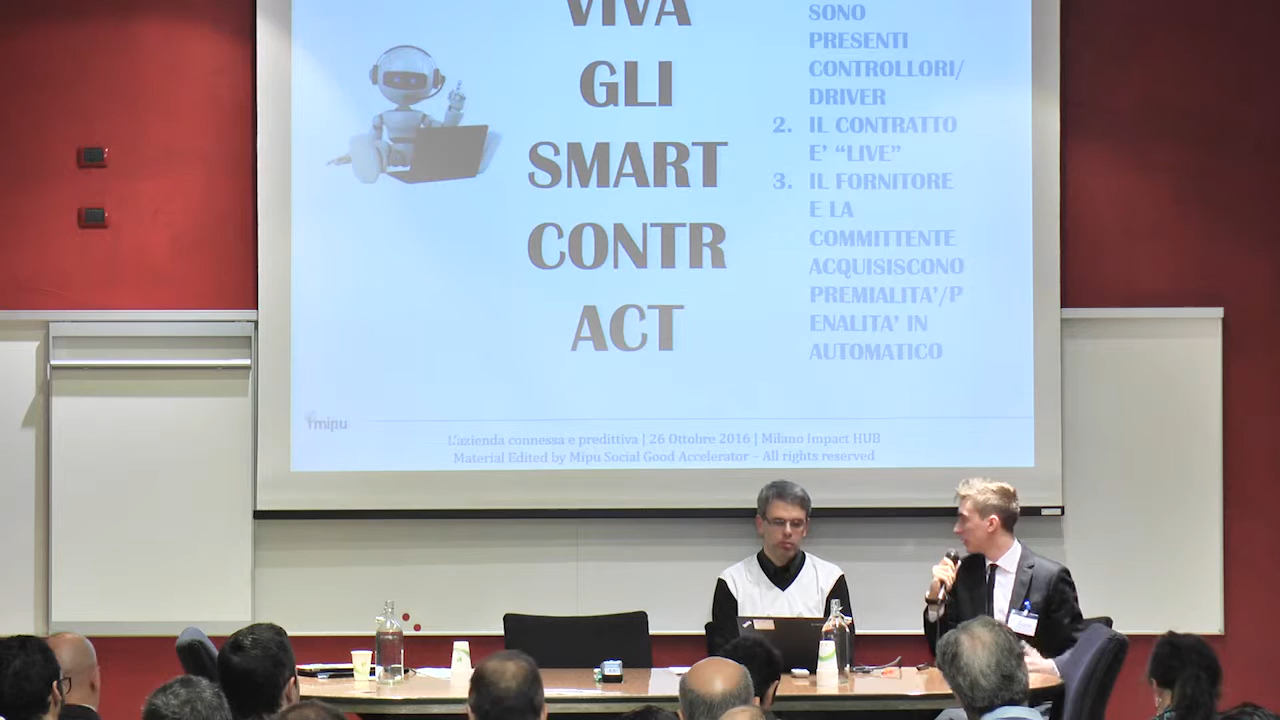 VIVA
GLI
SMART
CONTR
ACT
SONO
PRESENTI
CONTROLLORI/
DRIVER
2. IL CONTRATTO
E’ “LIVE”
3. IL FORNITORE
E LA
COMMITTENTE
ACQUISISCONO
PREMIALITA’/P
ENALITA’ IN
AUTOMATICO
mipu
L’azienda connessa e predittiva | 26 Ottobre 2016 | Milano Impact HUB
Material Edited by Mipu Social Good Accelerator – All rights reserved